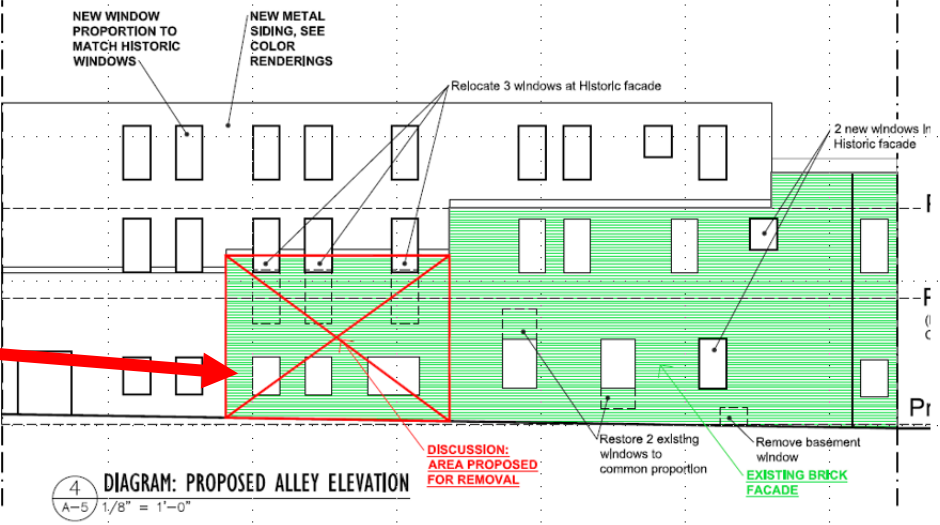 NEW WINDOW
PROPORTION TO
MATCH HISTORIC
WINDOWS
NEW METAL
SIDING, SEE
COLOR
RENDERINGS
Relocate 3 windows at Historic facade
2 new windows in
Historic facade
DISCUSSION:
AREA PROPOSED
FOR REMOVAL
Restore 2 existing
windows to
common proportion
Remove basement
window
EXISTING BRICK
FACADE
Pr
4
A-5
DIAGRAM: PROPOSED ALLEY ELEVATION
1/8" = 1'-0"